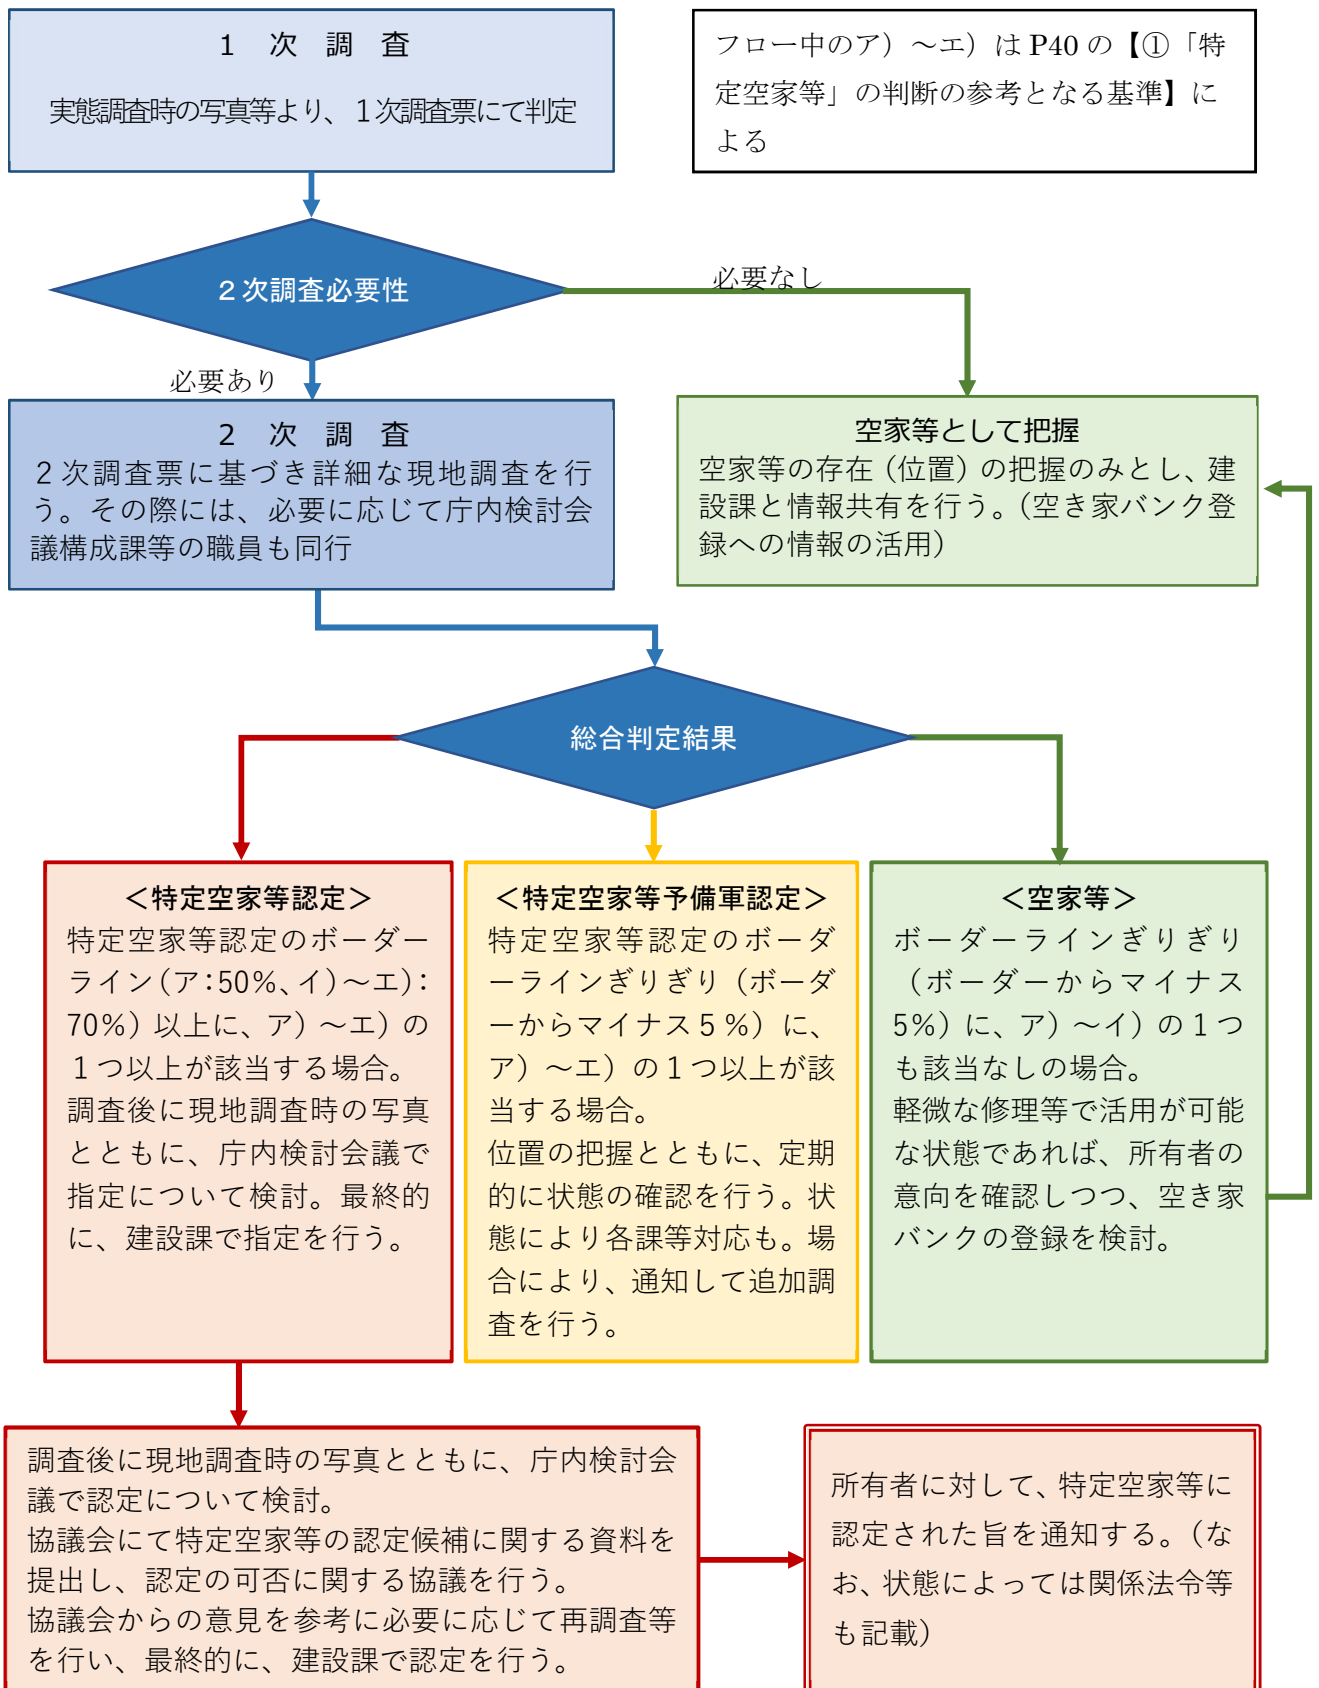 1 次 調 査
実態調査時の写真等より、１次調査票にて判定
フロー中のア）～エ）は P40 の【①「特
定空家等」の判断の参考となる基準】に
よる
２次調査必要性
必要なし
必要あり
2 次 調 査
２次調査票に基づき詳細な現地調査を行
う。その際には、必要に応じて庁内検討会
議構成課等の職員も同行
空家等として把握
空家等の存在（位置）の把握のみとし、建
設課と情報共有を行う。（空き家バンク登
録への情報の活用）
総合判定結果
＜特定空家等認定＞
特定空家等認定のボーダー
ライン（ア：50％、イ）～エ）：
70％）以上に、ア）～エ）の
１つ以上が該当する場合。
調査後に現地調査時の写真
とともに、庁内検討会議で
指定について検討。最終的
に、建設課で指定を行う。
＜特定空家等予備軍認定＞
特定空家等認定のボーダ
ーラインぎりぎり（ボーダ
ーからマイナス５％）に、
ア）～エ）の１つ以上が該
当する場合。
位置の把握とともに、定期
的に状態の確認を行う。状
態により各課等対応も。場
合により、通知して追加調
査を行う。
＜空家等＞
ボーダーラインぎりぎり
（ボーダーからマイナス
5％）に、ア）～イ）の１つ
も該当なしの場合。
軽微な修理等で活用が可能
な状態であれば、所有者の
意向を確認しつつ、空き家
バンクの登録を検討。
調査後に現地調査時の写真とともに、庁内検討会
議で認定について検討。
協議会にて特定空家等の認定候補に関する資料を
提出し、認定の可否に関する協議を行う。
協議会からの意見を参考に必要に応じて再調査等
を行い、最終的に、建設課で認定を行う。
所有者に対して、特定空家等に
認定された旨を通知する。（な
お、状態によっては関係法令等
も記載）